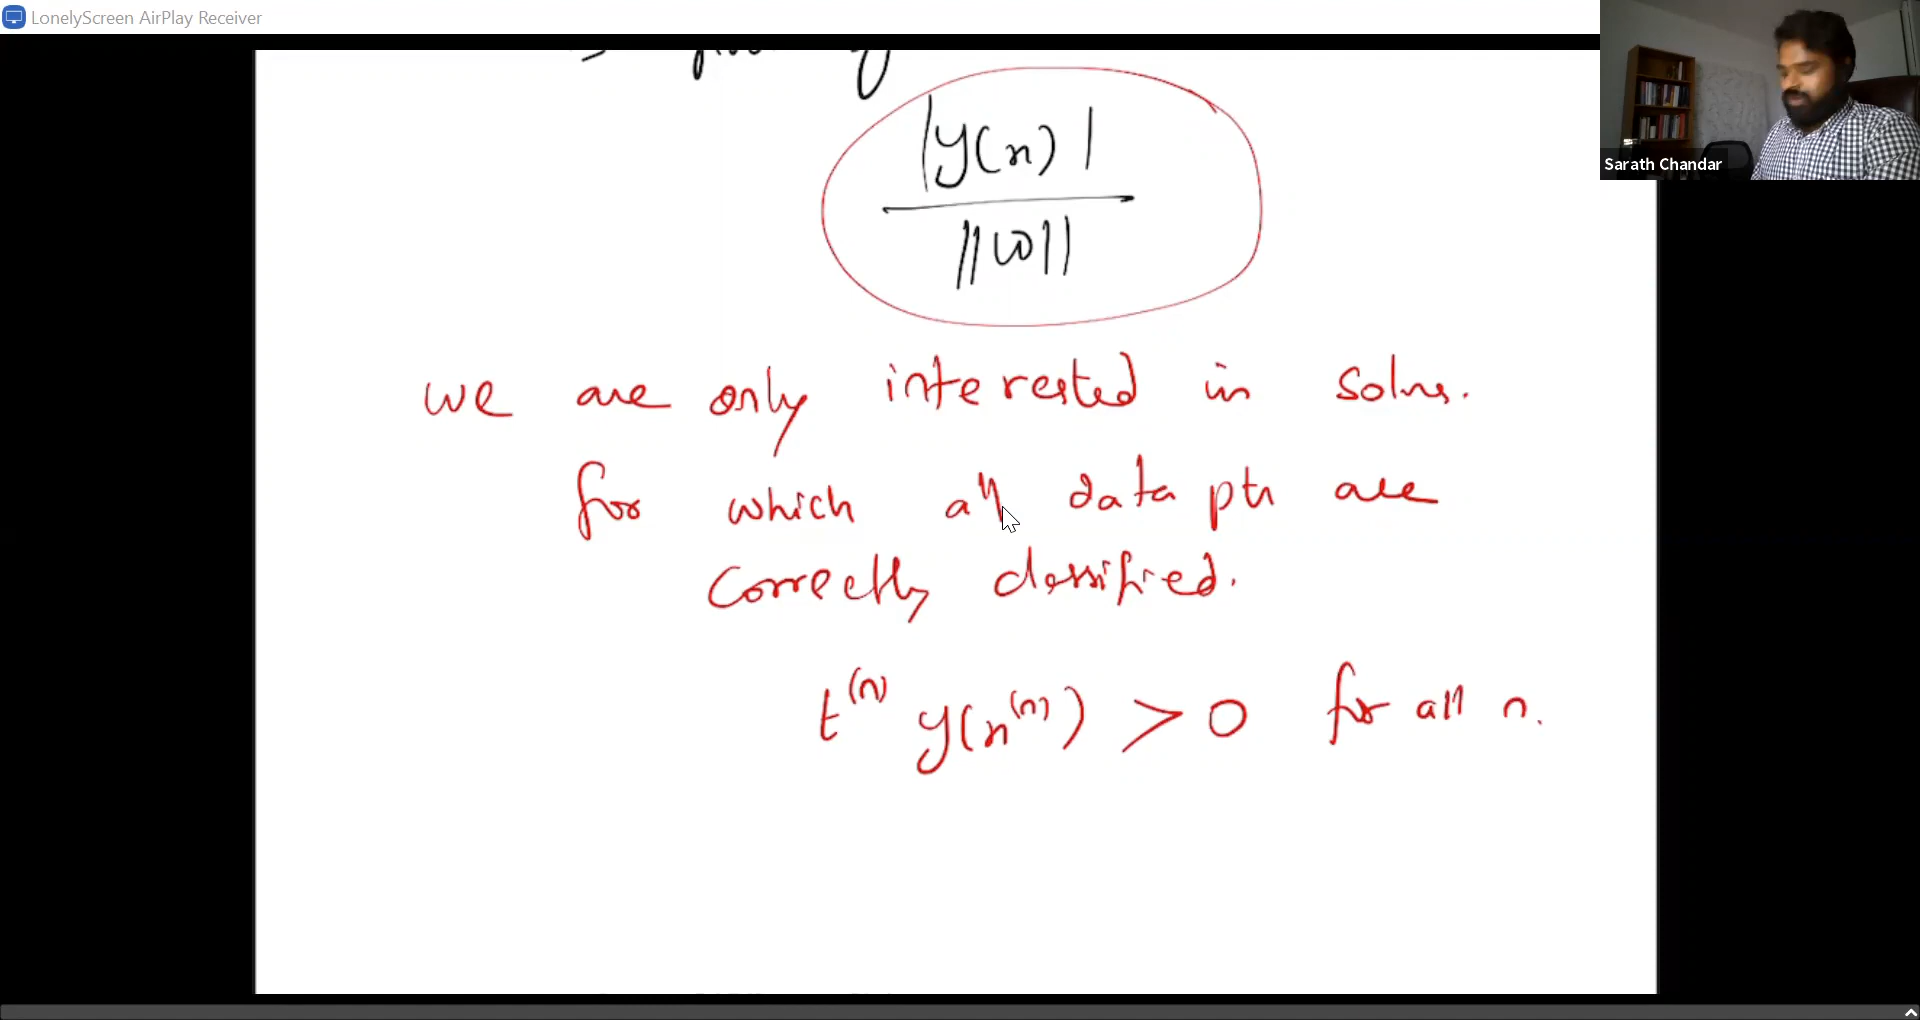 LonelyScreen AirPlay Receiver
Sarath Chandar
|y(x)|
||w||
we are only interested in solns.
for which all data pts are
correctly classified.
t^(n) y(x^(n)) > 0 for all n.